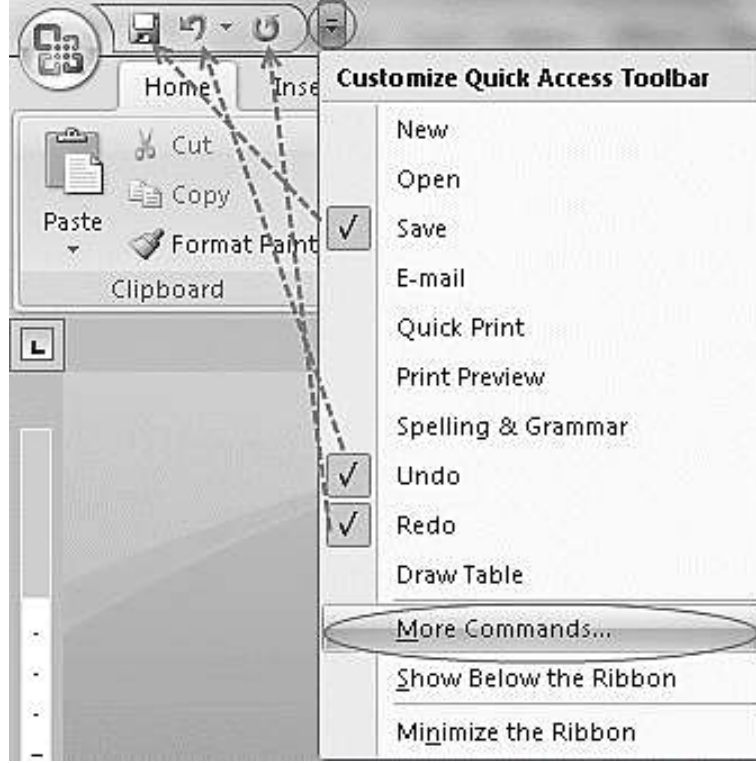 Home Inse
Cut
Copy
Paste
Format Paint
Clipboard
Customize Quick Access Toolbar
New
Open
✓ Save
E-mail
Quick Print
Print Preview
Spelling & Grammar
✓ Undo
✓ Redo
Draw Table
More Commands...
Show Below the Ribbon
Minimize the Ribbon